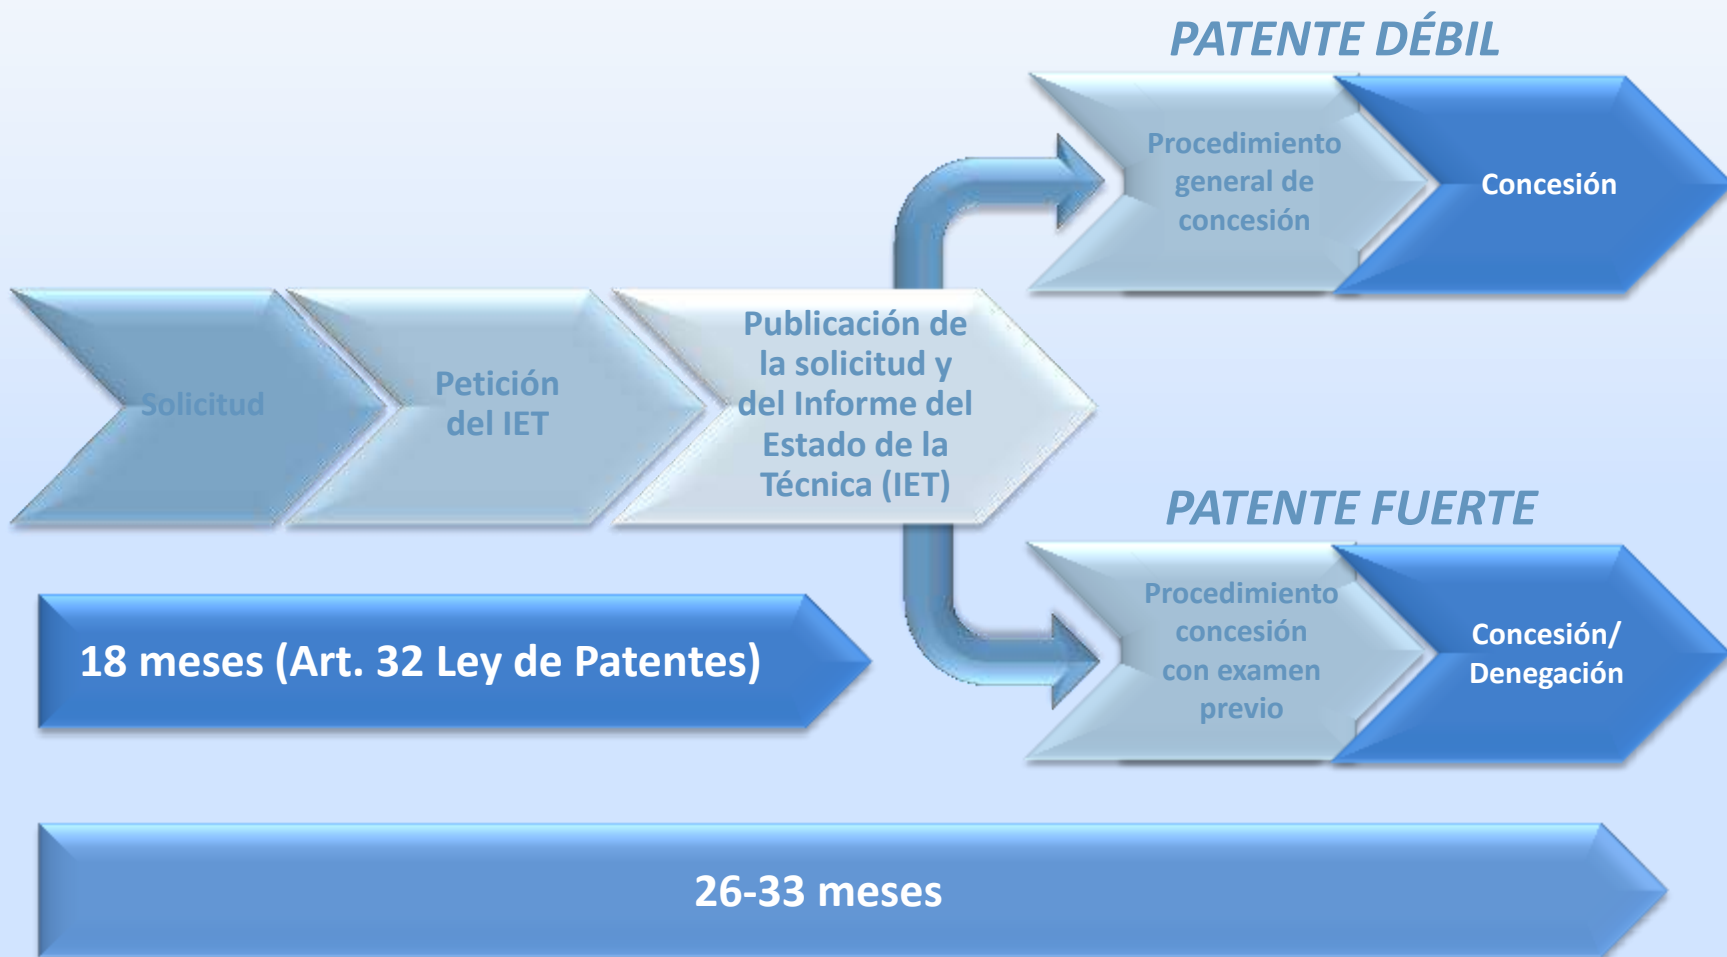 PATENTE DÉBIL
Procedimiento
general de
concesión
Concesión
Solicitud
Petición
del IET
Publicación de
la solicitud y
del Informe del
Estado de la
Técnica (IET)
PATENTE FUERTE
Procedimiento
concesión
con examen
previo
Concesión/
Denegación
18 meses (Art. 32 Ley de Patentes)
26-33 meses